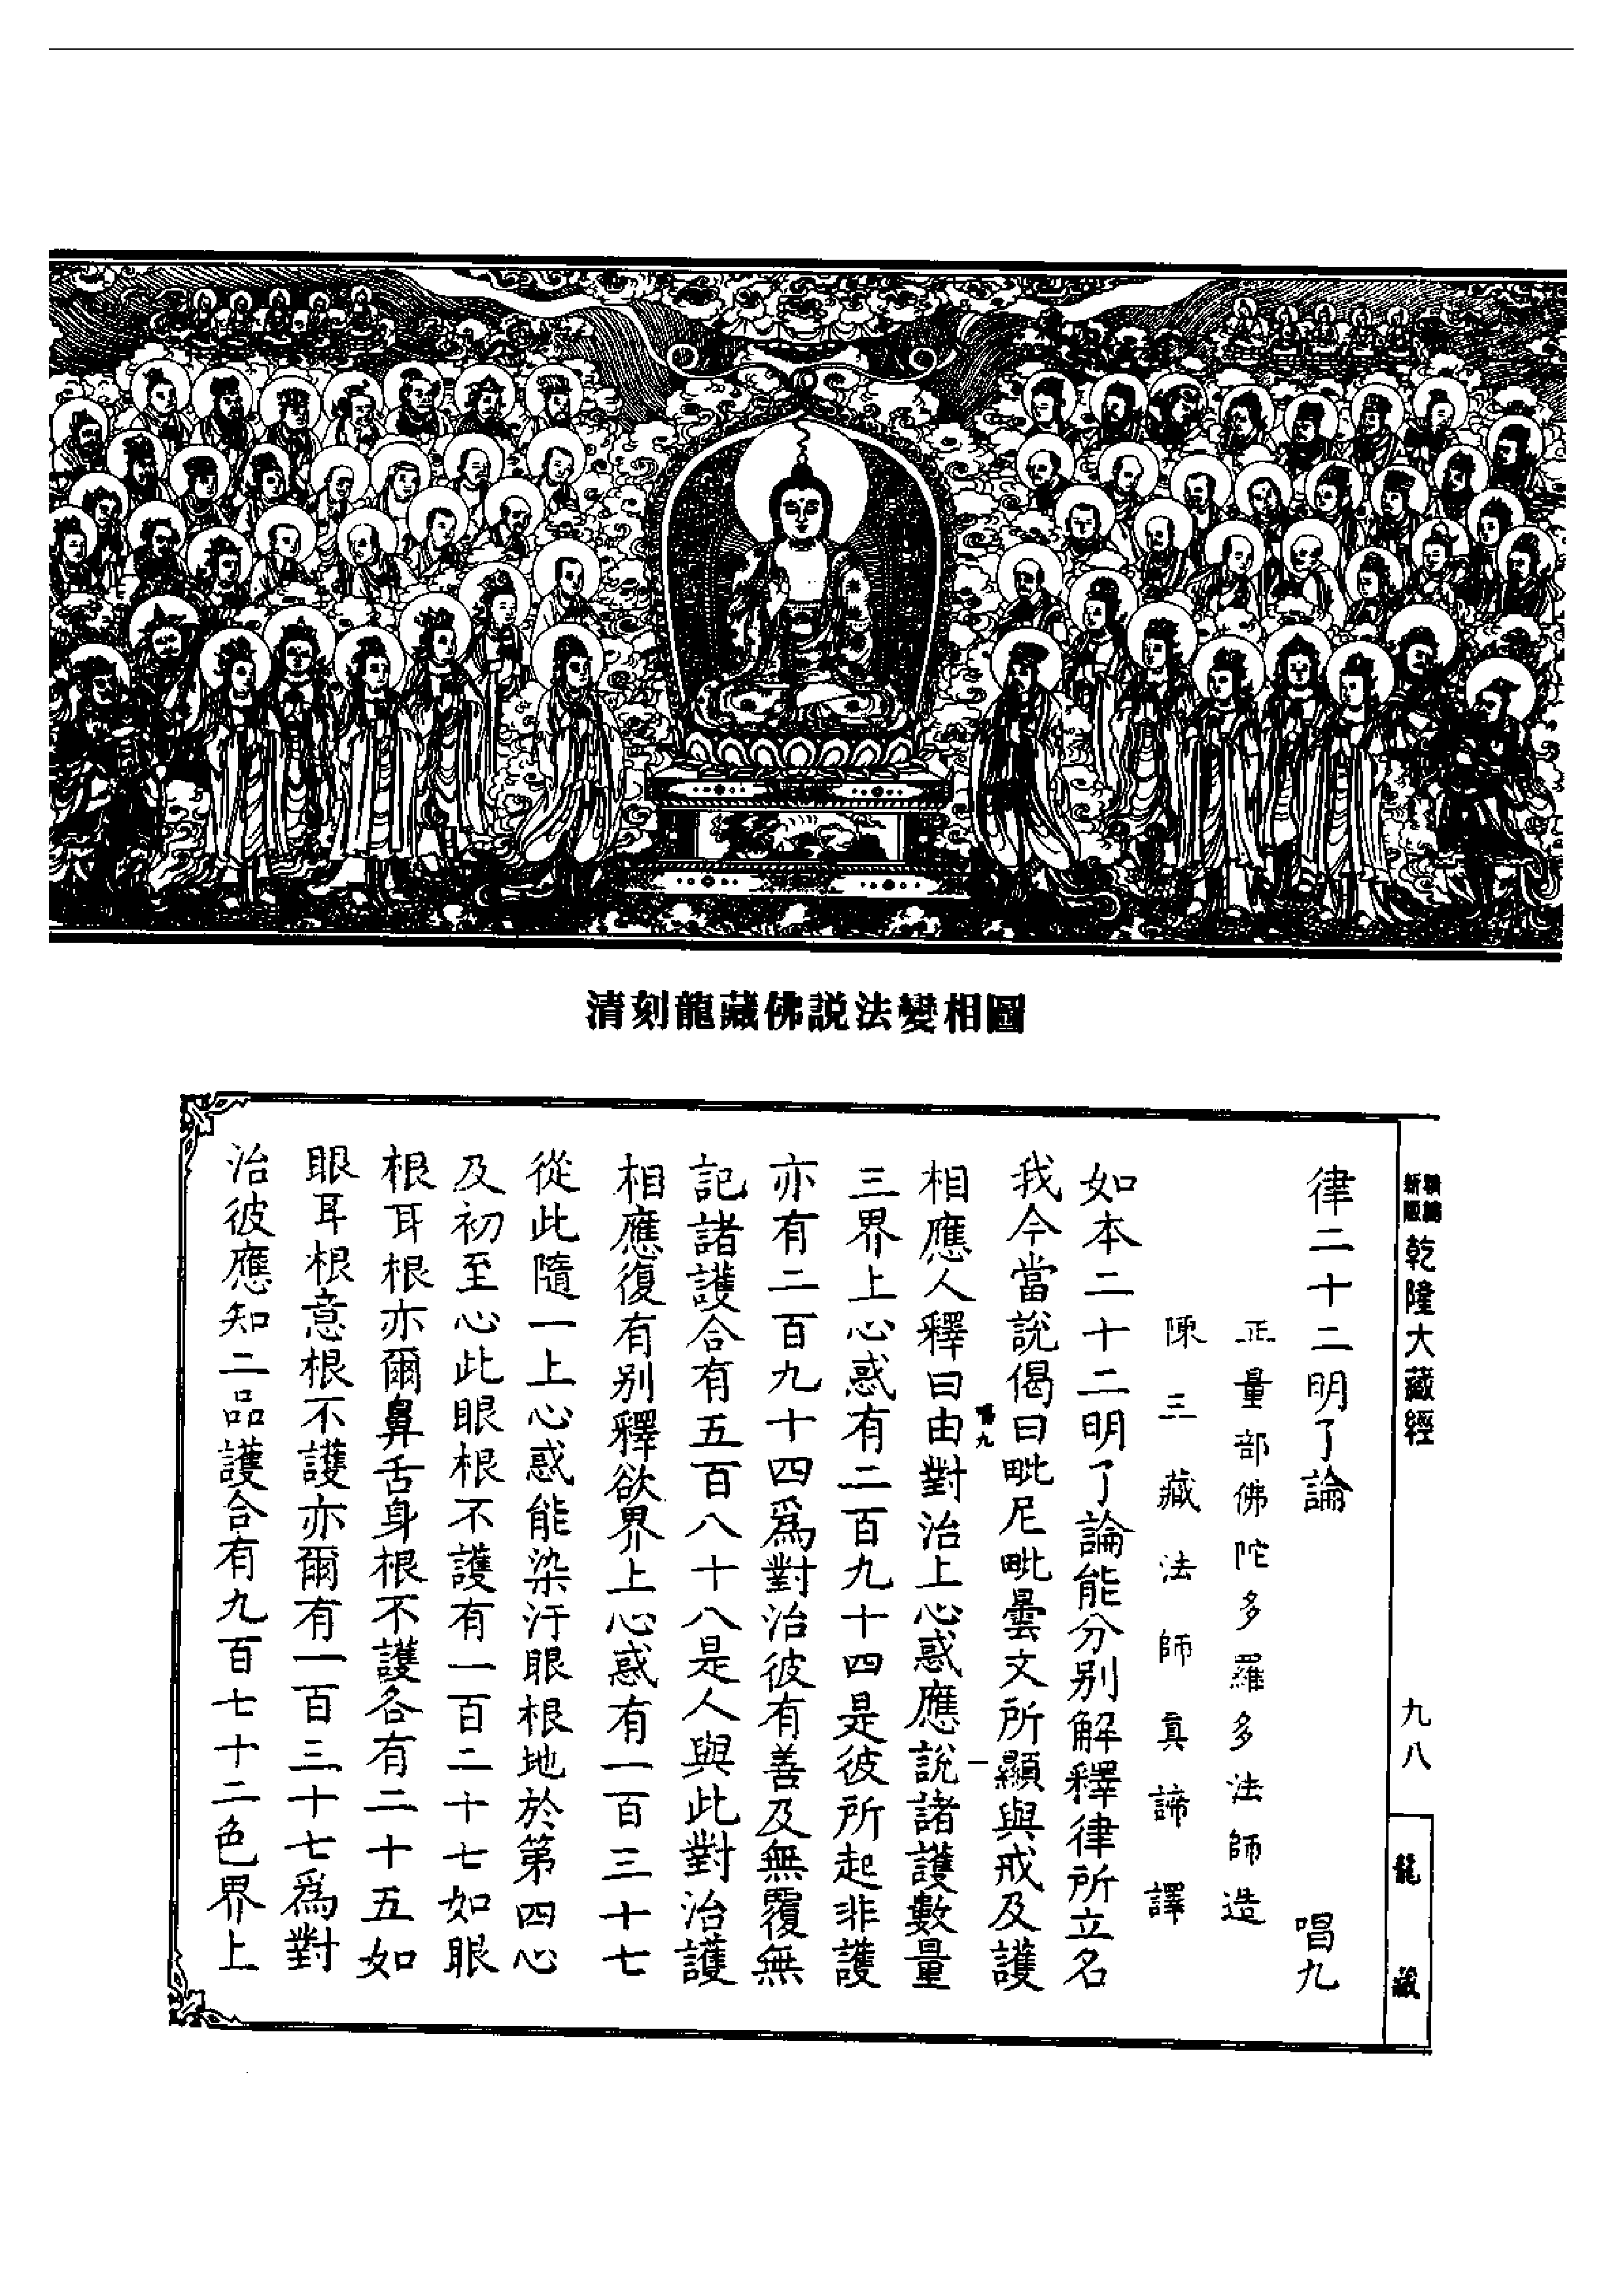 清刻龍藏佛説法變相圖
新版
精縮
乾隆大藏經
九八
龍藏
律二十二明了論 唱九
正量部佛陀多羅多法師造
陳三藏法師真諦譯
如本二十二明了論能分别解釋律所立名
我今當說偈曰毗尼毗曇文所顯與戒及護
唱九 一
相應人釋曰由對治上心惑應說諸護數量
三界上心惑有二百九十四是彼所起非護
亦有二百九十四爲對治彼有善及無覆無
記諸護合有五百八十八是人與此對治護
相應復有别釋欲界上心惑有一百三十七
從此隨一上心惑能染汙眼根地於第四心
及初至心此眼根不護有一百二十七如眼
根耳根亦爾鼻舌身根不護各有二十五如
眼耳根意根不護亦爾有一百三十七爲對
治彼應知二品護合有九百七十二色界上